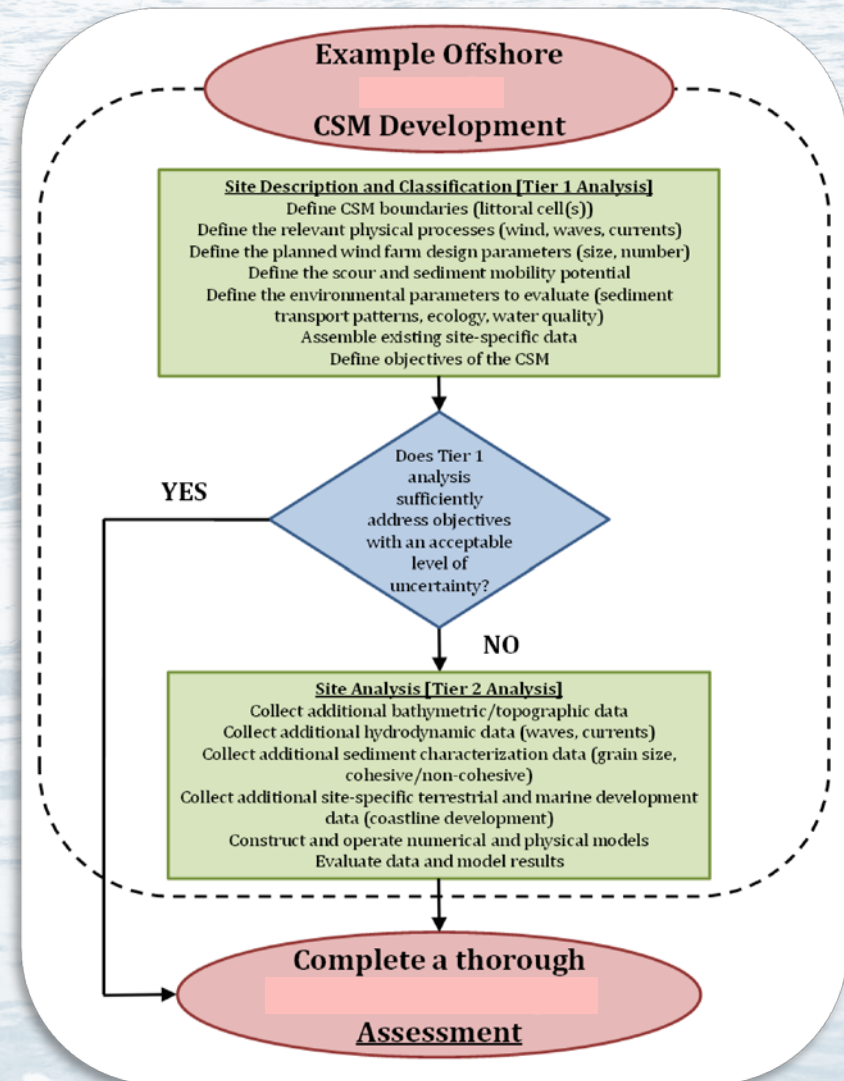 Example Offshore
CSM Development
Site Description and Classification [Tier 1 Analysis]
Define CSM boundaries (littoral cell(s))
Define the relevant physical processes (wind, waves, currents)
Define the planned wind farm design parameters (size, number)
Define the scour and sediment mobility potential
Define the environmental parameters to evaluate (sediment
transport patterns, ecology, water quality)
Assemble existing site-specific data
Define objectives of the CSM
Does Tier 1
analysis
sufficiently
address objectives
with an acceptable
level of
uncertainty?
YES
NO
Site Analysis [Tier 2 Analysis]
Collect additional bathymetric/topographic data
Collect additional hydrodynamic data (waves, currents)
Collect additional sediment characterization data (grain size,
cohesive/non-cohesive)
Collect additional site-specific terrestrial and marine development
data (coastline development)
Construct and operate numerical and physical models
Evaluate data and model results
Complete a thorough
Assessment